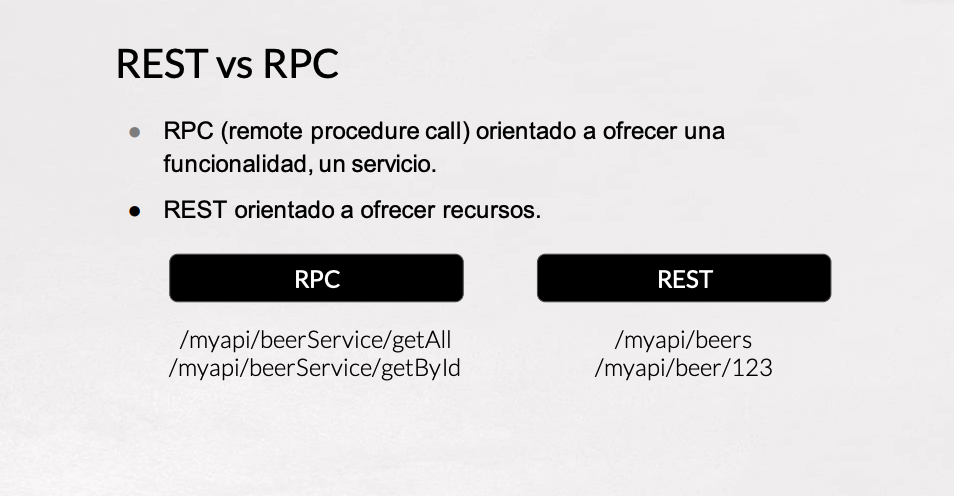 REST vs RPC
● RPC (remote procedure call) orientado a ofrecer una
funcionalidad, un servicio.
● REST orientado a ofrecer recursos.
RPC
/myapi/beerService/getAll
/myapi/beerService/getById
REST
/myapi/beers
/myapi/beer/123